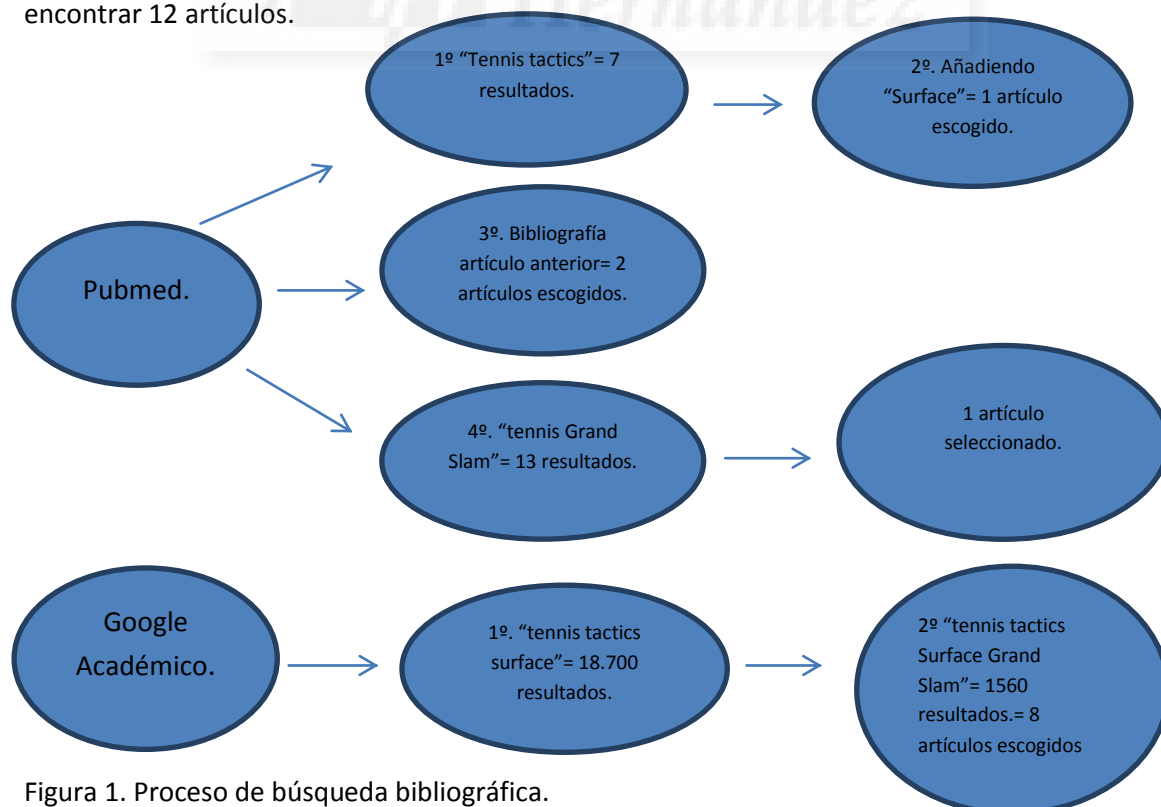 encontrar 12 artículos.
Hernández
1º “Tennis tactics”= 7
resultados.
2º. Añadiendo
“Surface”= 1 artículo
escogido.
Pubmed.
3º. Bibliografía
artículo anterior= 2
artículos escogidos.
4º. “tennis Grand
Slam”= 13 resultados.
1 artículo
seleccionado.
Google
Académico.
1º. “tennis tactics
surface”= 18.700
resultados.
2º “tennis tactics
Surface Grand
Slam”= 1560
resultados.= 8
artículos escogidos
Figura 1. Proceso de búsqueda bibliográfica.